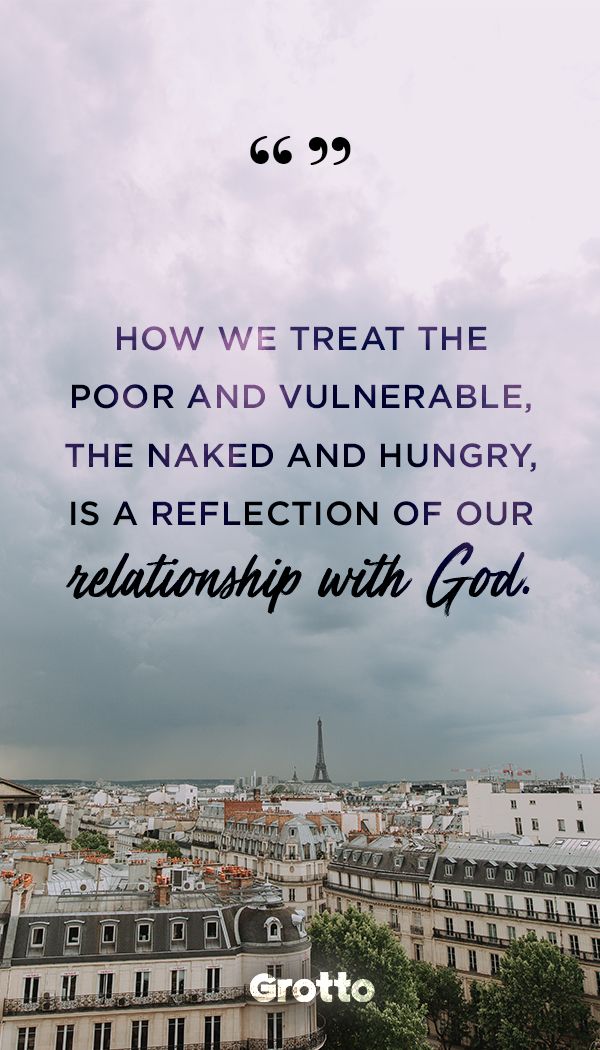 “ ”
HOW WE TREAT THE
POOR AND VULNERABLE,
THE NAKED AND HUNGRY,
IS A REFLECTION OF OUR
relationship with God.
Grotto